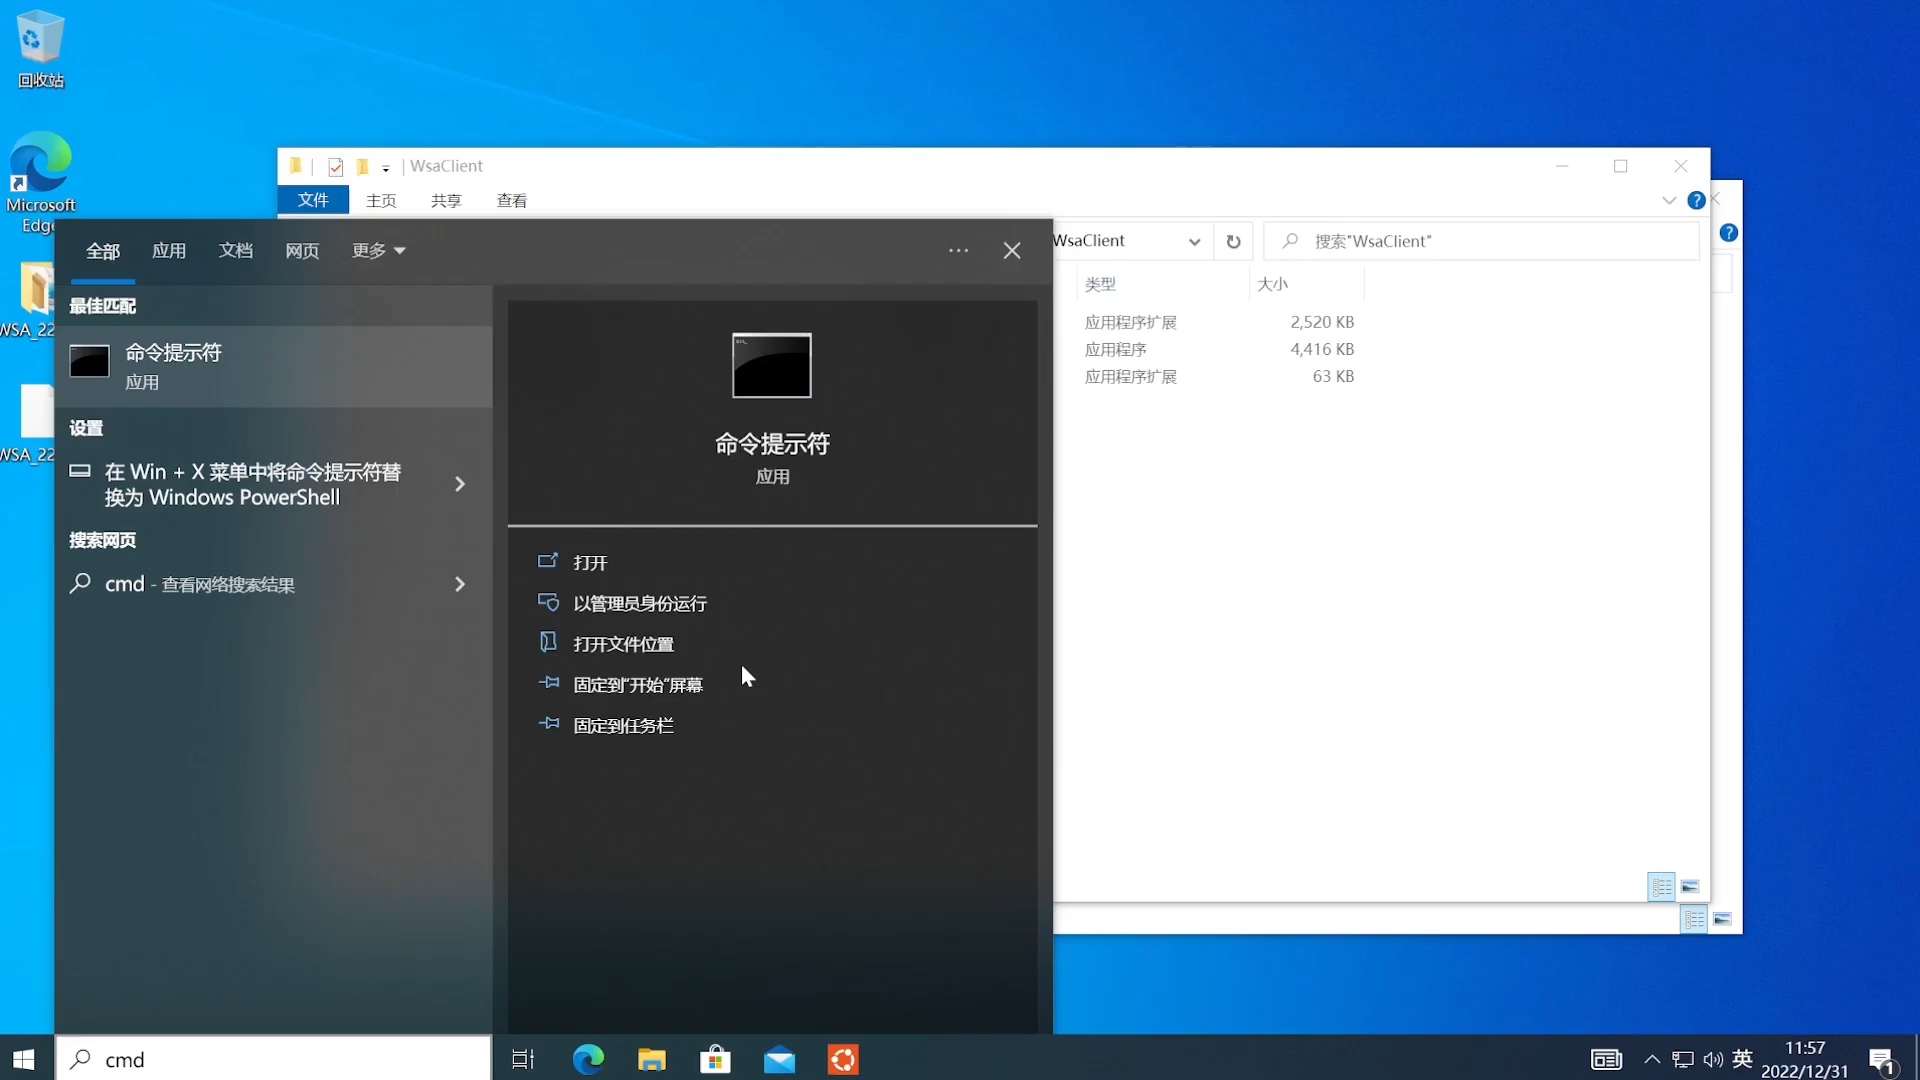 回收站
Microsoft
Edge
WSA_22
WSA_22
WsaClient
文件
主页
共享
查看
WsaClient
搜索"WsaClient"
类型
大小
应用程序扩展
2,520 KB
应用程序
4,416 KB
应用程序扩展
63 KB
全部
应用
文档
网页
更多
最佳匹配
命令提示符
应用
设置
在 Win + X 菜单中将命令提示符替
换为 Windows PowerShell
搜索网页
cmd - 查看网络搜索结果
命令提示符
应用
打开
以管理员身份运行
打开文件位置
固定到"开始"屏幕
固定到任务栏
cmd
英
11:57
2022/12/31
1